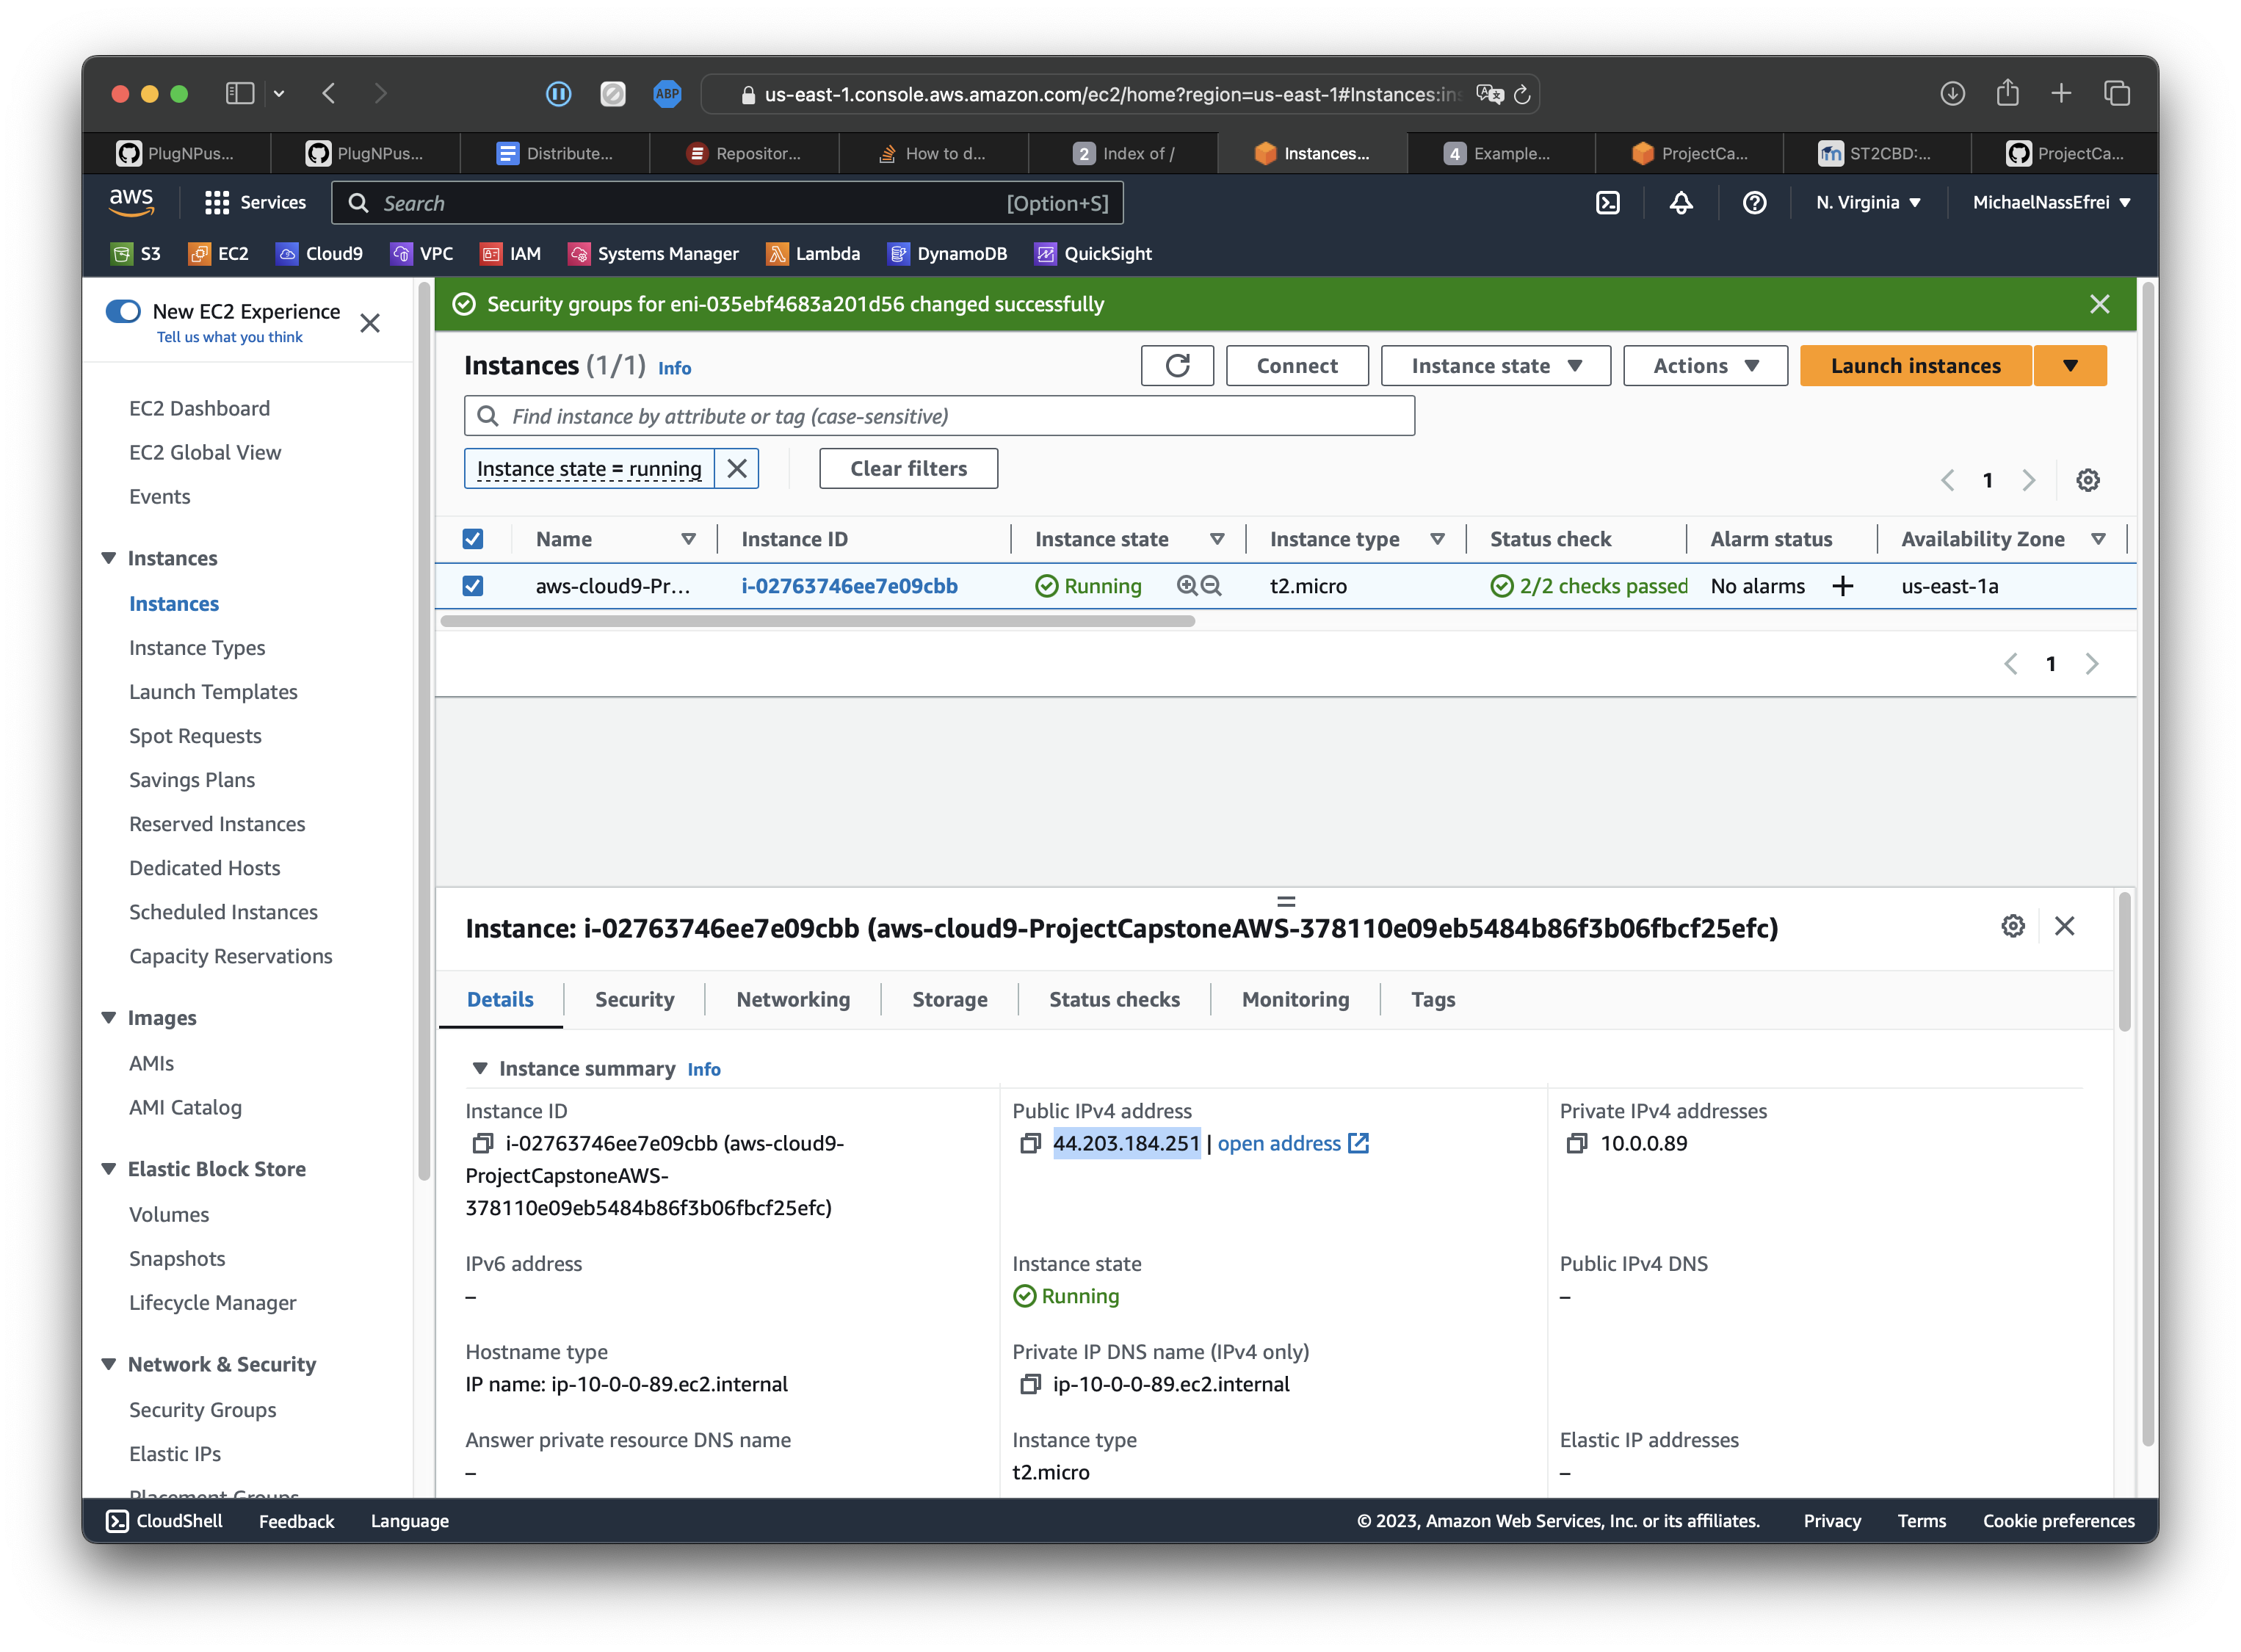 ABP us-east-1.console.aws.amazon.com/ec2/home?region=us-east-1#Instances:in
PlugNPus... PlugNPus... Distribute... Repositor... How to d... 2 Index of / Instances... 4 Example... ProjectCa... ST2CBD:... ProjectCa...
aws Services Search [Option+S] N. Virginia MichaelNassEfrei
S3 EC2 Cloud9 VPC IAM Systems Manager Lambda DynamoDB QuickSight
New EC2 Experience
Tell us what you think
EC2 Dashboard
EC2 Global View
Events
Instances
Instances
Instance Types
Launch Templates
Spot Requests
Savings Plans
Reserved Instances
Dedicated Hosts
Scheduled Instances
Capacity Reservations
Images
AMIs
AMI Catalog
Elastic Block Store
Volumes
Snapshots
Lifecycle Manager
Network & Security
Security Groups
Elastic IPs
Placement Groups
Security groups for eni-035ebf4683a201d56 changed successfully
Instances (1/1) Info Connect Instance state Actions Launch instances
Find instance by attribute or tag (case-sensitive)
Instance state = running Clear filters
1
Name Instance ID Instance state Instance type Status check Alarm status Availability Zone
aws-cloud9-Pr... i-02763746ee7e09cbb Running t2.micro 2/2 checks passed No alarms us-east-1a
1
Instance: i-02763746ee7e09cbb (aws-cloud9-ProjectCapstoneAWS-378110e09eb5484b86f3b06fbcf25efc)
Details Security Networking Storage Status checks Monitoring Tags
Instance summary Info
Instance ID
i-02763746ee7e09cbb (aws-cloud9-
ProjectCapstoneAWS-
378110e09eb5484b86f3b06fbcf25efc)
Public IPv4 address
44.203.184.251 | open address
Private IPv4 addresses
10.0.0.89
IPv6 address
–
Instance state
Running
Public IPv4 DNS
–
Hostname type
IP name: ip-10-0-0-89.ec2.internal
Private IP DNS name (IPv4 only)
ip-10-0-0-89.ec2.internal
Answer private resource DNS name
–
Instance type
t2.micro
Elastic IP addresses
–
CloudShell Feedback Language © 2023, Amazon Web Services, Inc. or its affiliates. Privacy Terms Cookie preferences